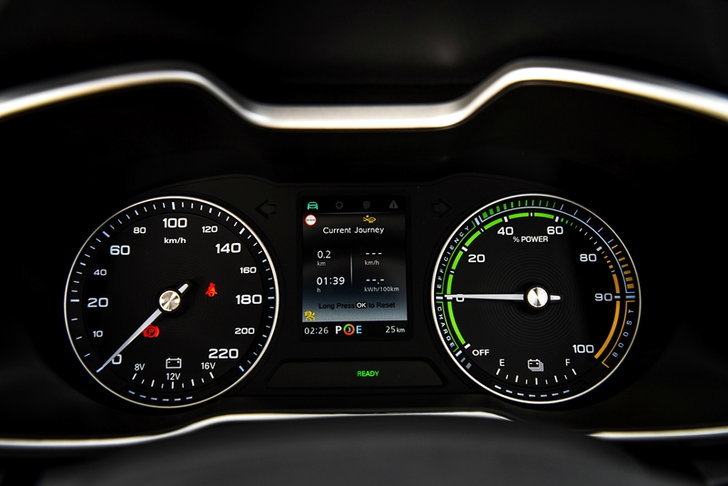 80
100
120
km/h
60
140
40
160
20
180
10
200
0
220
8V
12V
16V
Current Journey
0.2
km
---
km/h
01:39
h
---
kWh/100km
Long Press OK to Reset
02:26
P
E
25 km
READY
EFFICIENCY
CHARGE
BOOST
40
60
% POWER
20
80
0
90
OFF
100
E
F